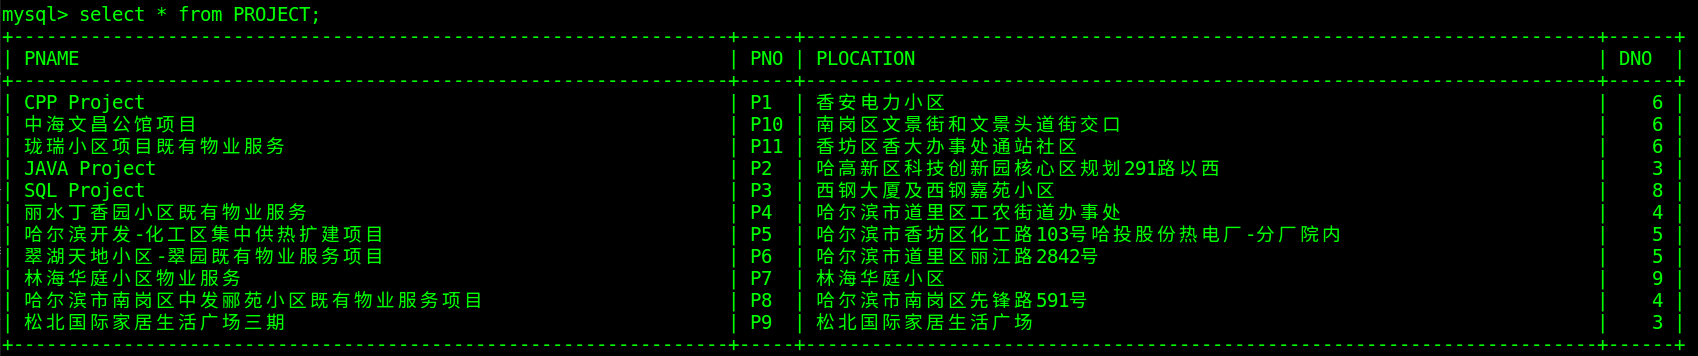 mysql> select * from PROJECT;
+-----------------------------------------------------------------+-----+------------------------------------------------------------------------+------+
| PNAME | PNO | PLOCATION | DNO |
+-----------------------------------------------------------------+-----+------------------------------------------------------------------------+------+
| CPP Project | P1 | 香安电力小区 | 6 |
| 中海文昌公馆项目 | P10 | 南岗区文景街和文景头道街交口 | 6 |
| 珑瑞小区项目既有物业服务 | P11 | 香坊区香大办事处通站社区 | 6 |
| JAVA Project | P2 | 哈高新区科技创新园核心区规划291路以西 | 3 |
| SQL Project | P3 | 西钢大厦及西钢嘉苑小区 | 8 |
| 丽水丁香园小区既有物业服务 | P4 | 哈尔滨市道里区工农街道办事处 | 4 |
| 哈尔滨开发-化工区集中供热扩建项目 | P5 | 哈尔滨市香坊区化工路103号哈投股份热电厂-分厂院内 | 5 |
| 翠湖天地小区-翠园既有物业服务项目 | P6 | 哈尔滨市道里区丽江路2842号 | 5 |
| 林海华庭小区物业服务 | P7 | 林海华庭小区 | 9 |
| 哈尔滨市南岗区中发郦苑小区既有物业服务项目 | P8 | 哈尔滨市南岗区先锋路591号 | 4 |
| 松北国际家居生活广场三期 | P9 | 松北国际家居生活广场 | 3 |
+-----------------------------------------------------------------+-----+------------------------------------------------------------------------+------+